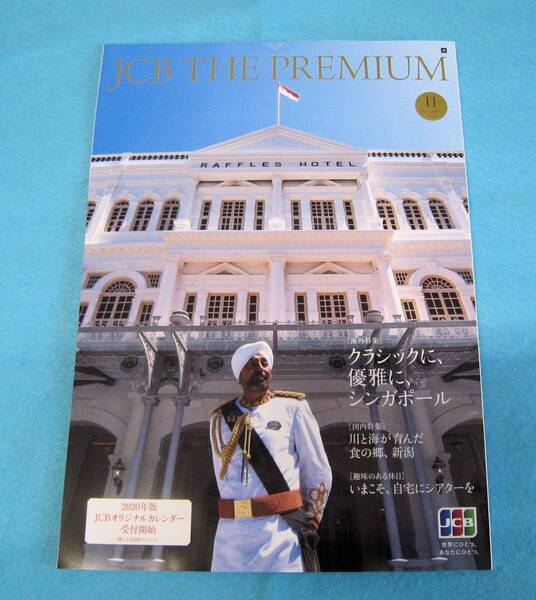 JCB THE PREMIUM
11
RAFFLES HOTEL
[海外特集]
クラシックに、
優雅に、
シンガポール
[国内特集]
川と海が育んだ
食の郷、新潟
[趣味のある休日]
いまこそ、自宅にシアターを
2020年版
JCBオリジナルカレンダー
受付開始
JCB
世界にひとつ。
あなたにひとつ。